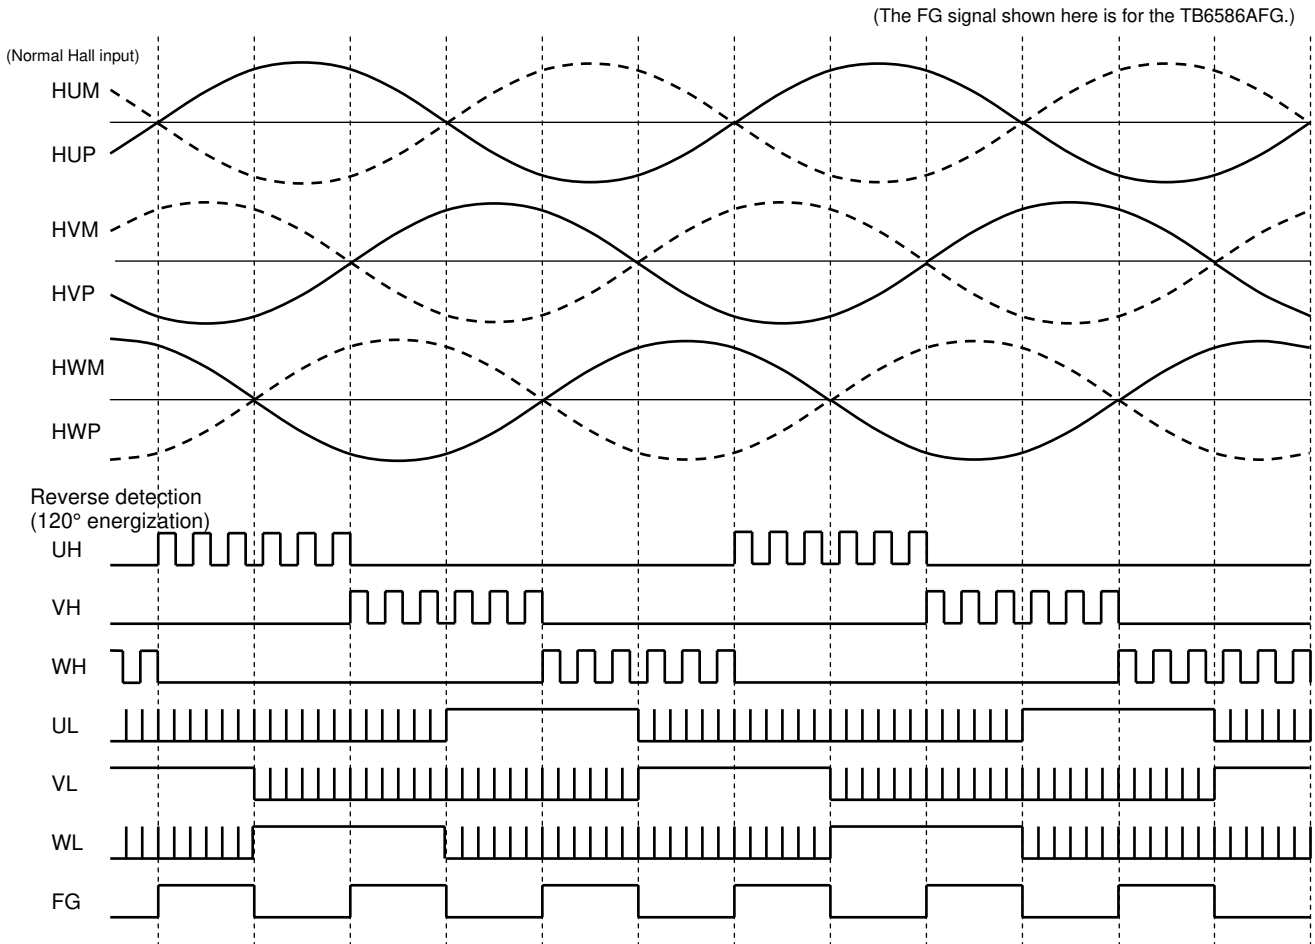 (The FG signal shown here is for the TB6586AFG.)
(Normal Hall input)
HUM
HUP
HVM
HVP
HWM
HWP
Reverse detection
(120° energization)
UH
VH
WH
UL
VL
WL
FG